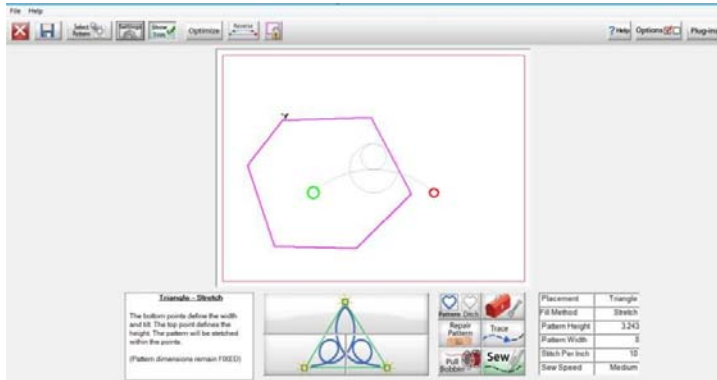 File Help
Select Pattern
Settings
Show Tools
Optimize
Reverse
? Help
Options
Plug-ins
Triangle - Stretch
The bottom points define the width
and tilt. The top point defines the
height. The pattern will be stretched
within the points.
(Pattern dimensions remain FIXED)
Pattern Ditch
Repair Pattern
Trace
Pull Bobber
Sew
Placement Triangle
Fill Method Stretch
Pattern Height 3.243
Pattern Width 8
Stitch Per Inch 10
Sew Speed Medium